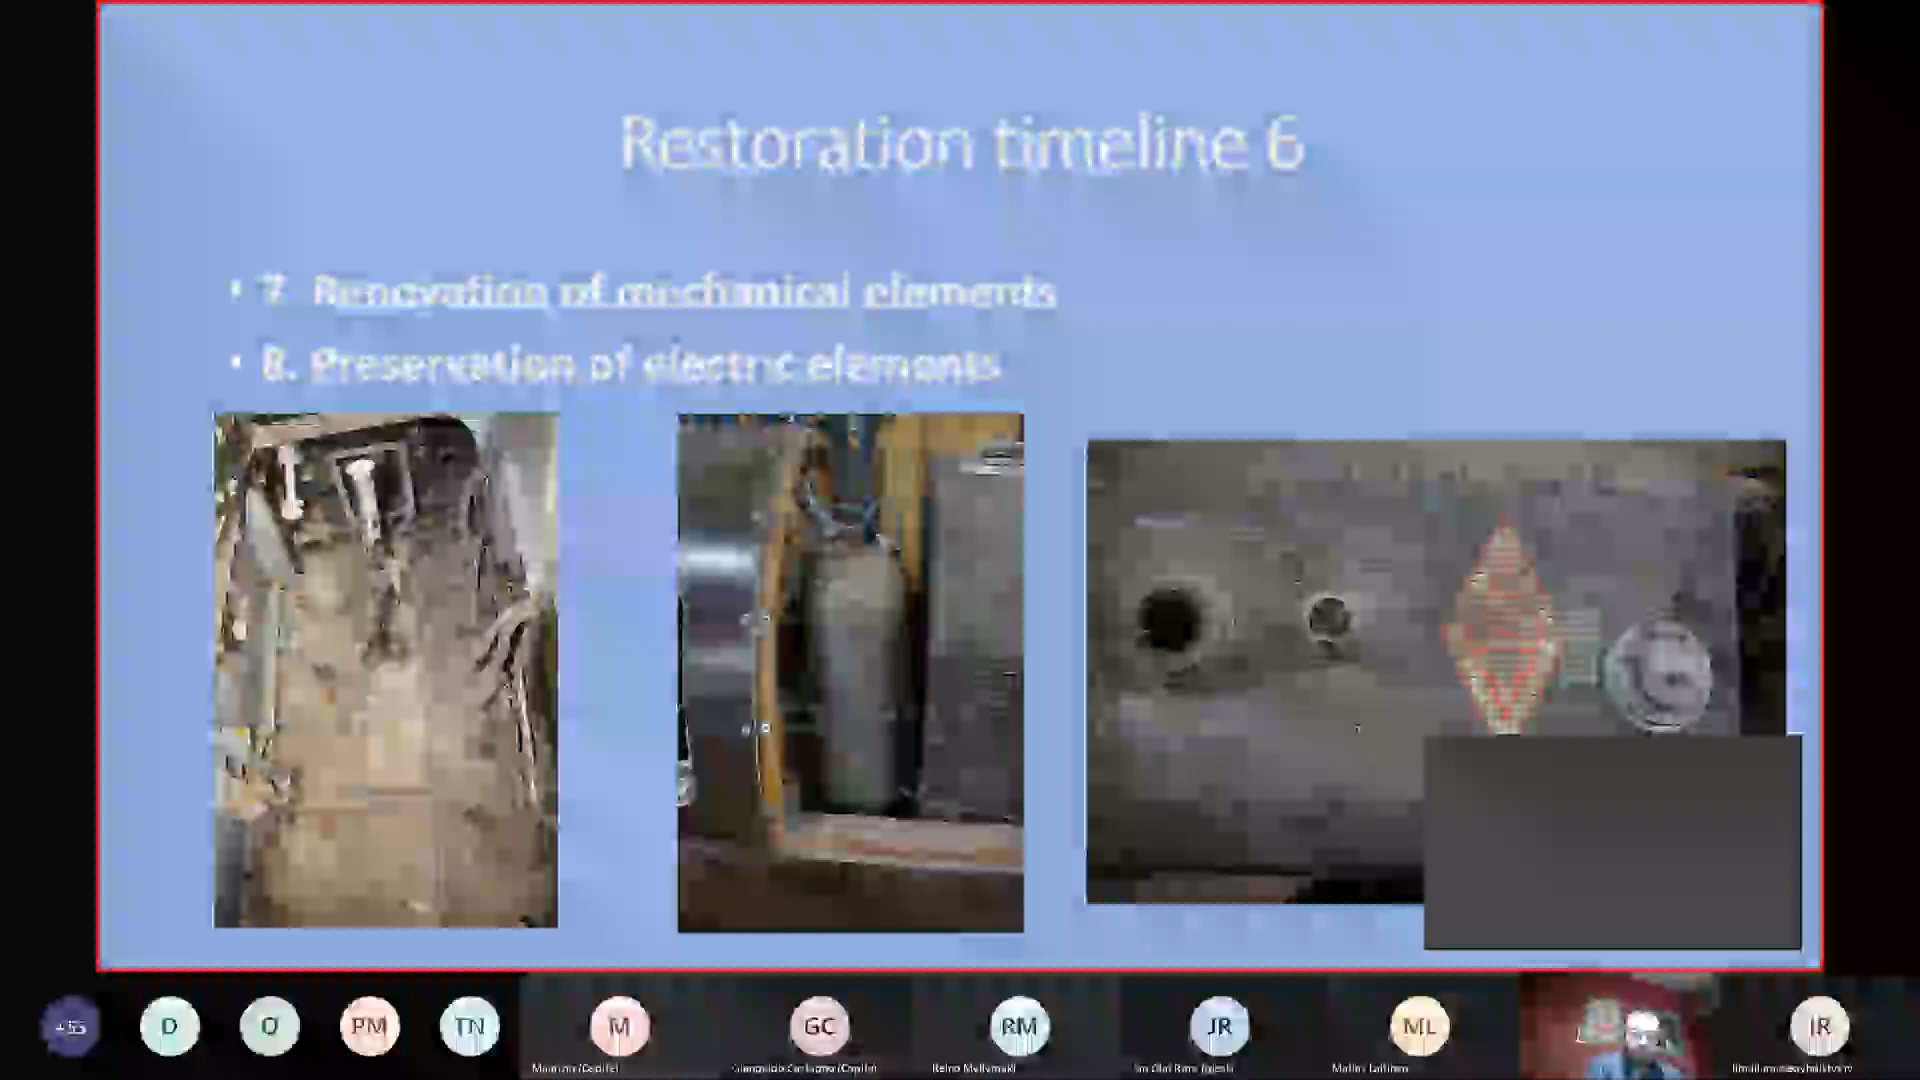 Restoration timeline 6
• 7. Renovation of mechanical elements
• 8. Preservation of electric elements
+55
D
O
PM
TN
M
GC
RM
JR
ML
JR